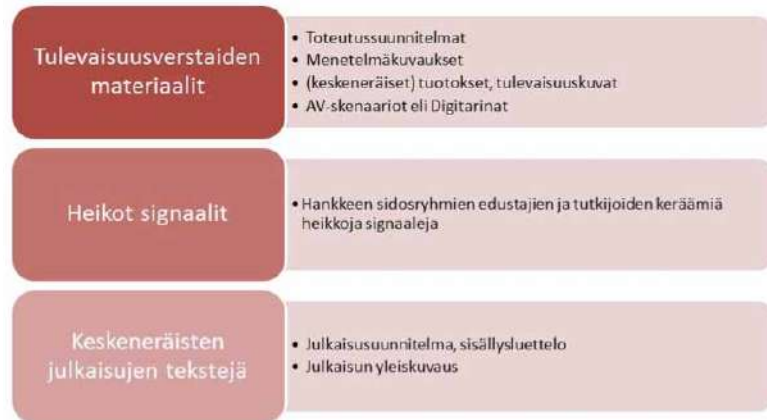 Tulevaisuusverstaiden
materiaalit
• Toteutussuunnitelmat
• Menetelmäkuvaukset
• (keskeneräiset) tuotokset, tulevaisuuskuvat
• AV-skenaariot eli Digitarinat
Heikot signaalit
• Hankkeen sidosryhmien edustajien ja tutkijoiden keräämiä
heikkoja signaaleja
Keskeneräisten
julkaisujen tekstejä
• Julkaisusuunnitelma, sisällysluettelo
• Julkaisun yleiskuvaus